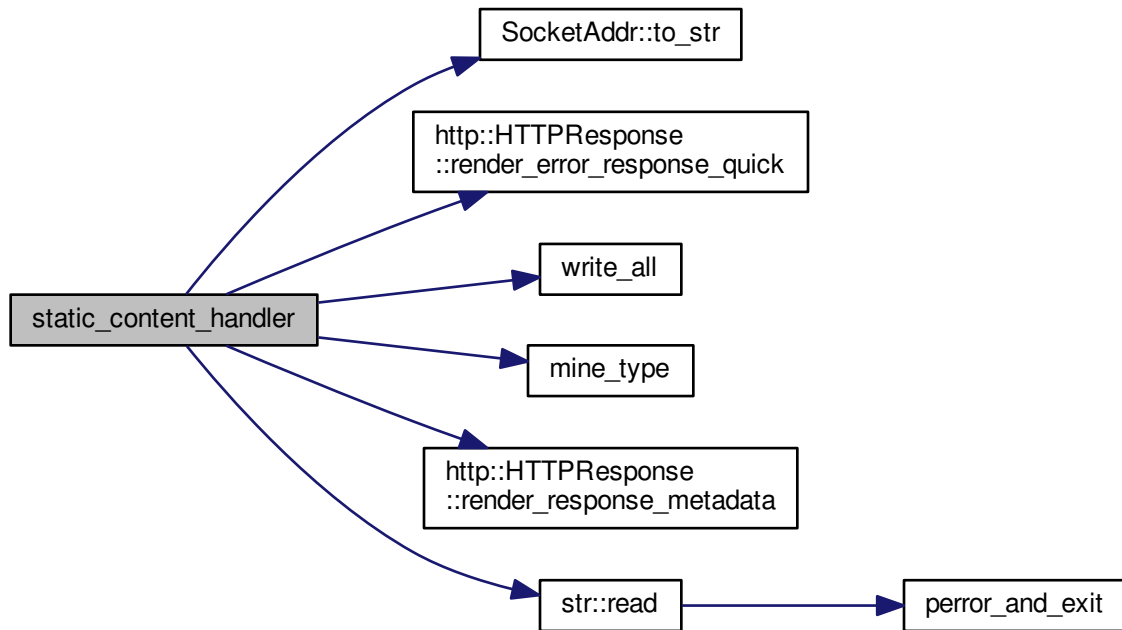 SocketAddr::to_str
http::HTTPResponse
::render_error_response_quick
write_all
static_content_handler
mine_type
http::HTTPResponse
::render_response_metadata
str::read
perror_and_exit